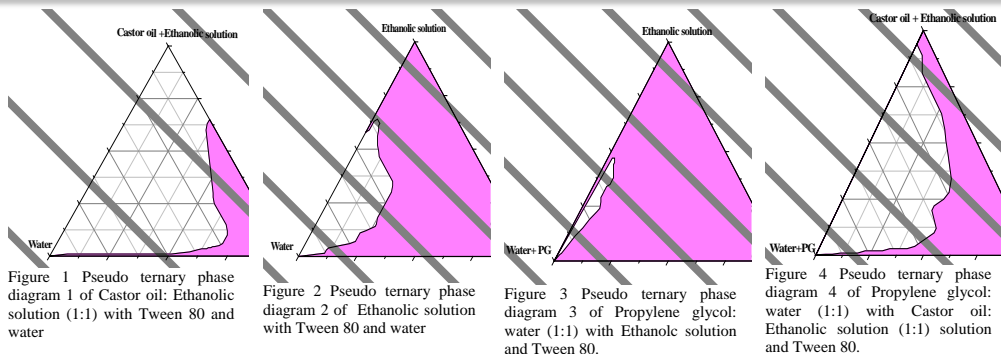 Castor oil +Ethanolic solution
Water
Figure 1 Pseudo ternary phase
diagram 1 of Castor oil: Ethanolic
solution (1:1) with Tween 80 and
water
Ethanolic solution
Water
Figure 2 Pseudo ternary phase
diagram 2 of Ethanolic solution
with Tween 80 and water
Ethanolic solution
Water+ PG
Figure 3 Pseudo ternary phase
diagram 3 of Propylene glycol:
water (1:1) with Ethanolc solution
and Tween 80.
Castor oil + Ethanolic solution
Water+PG
Figure 4 Pseudo ternary phase
diagram 4 of Propylene glycol:
water (1:1) with Castor oil:
Ethanolic solution (1:1) solution
and Tween 80.